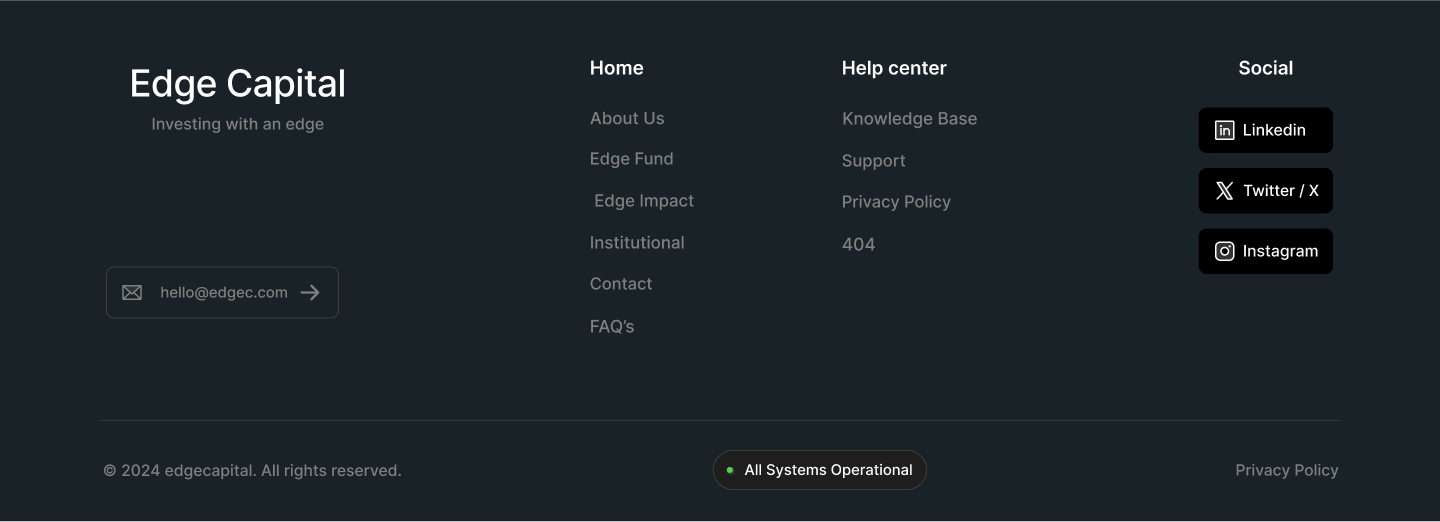 Edge Capital
Investing with an edge
hello@edgec.com
Home
About Us
Edge Fund
Edge Impact
Institutional
Contact
FAQ’s
Help center
Knowledge Base
Support
Privacy Policy
404
Social
Linkedin
Twitter / X
Instagram
© 2024 edgecapital. All rights reserved.
All Systems Operational
Privacy Policy